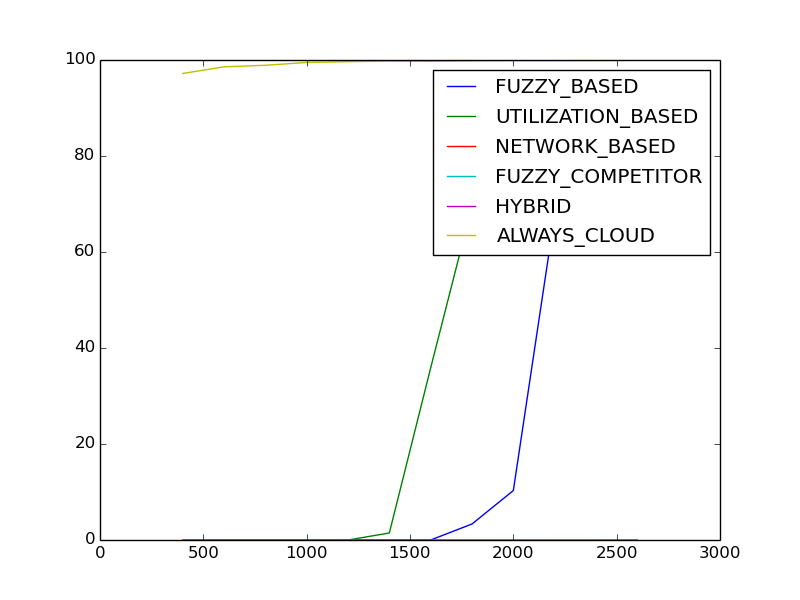 100
80
60
40
20
0
0 500 1000 1500 2000 2500 3000
FUZZY_BASED
UTILIZATION_BASED
NETWORK_BASED
FUZZY_COMPETITOR
HYBRID
ALWAYS_CLOUD